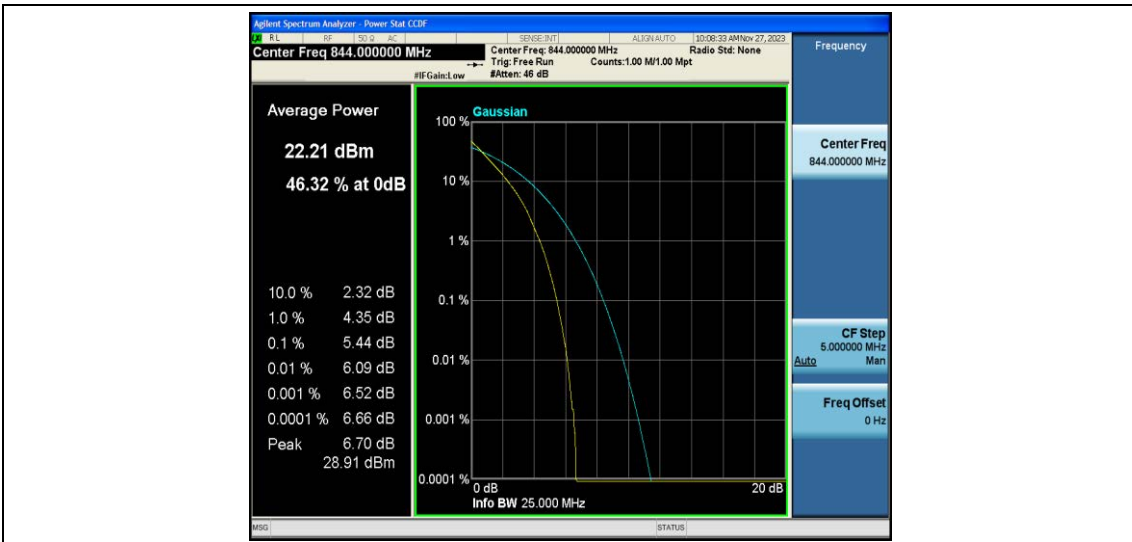 Agilent Spectrum Analyzer - Power Stat CCDF
LXI RL RF 50 Ω AC SENSE:INT ALIGN AUTO 10:08:33 AM Nov 27, 2023
Center Freq 844.000000 MHz
Center Freq: 844.000000 MHz Radio Std: None
Trig: Free Run Counts:1.00 M/1.00 Mpt
#IFGain:Low #Atten: 46 dB
Frequency
Average Power
22.21 dBm
46.32 % at 0dB
10.0 % 2.32 dB
1.0 % 4.35 dB
0.1 % 5.44 dB
0.01 % 6.09 dB
0.001 % 6.52 dB
0.0001 % 6.66 dB
Peak 6.70 dB
28.91 dBm
Gaussian
100 %
10 %
1 %
0.1 %
0.01 %
0.001 %
0.0001 %
0 dB 20 dB
Info BW 25.000 MHz
Center Freq
844.000000 MHz
CF Step
5.000000 MHz
Auto Man
Freq Offset
0 Hz
MSG STATUS